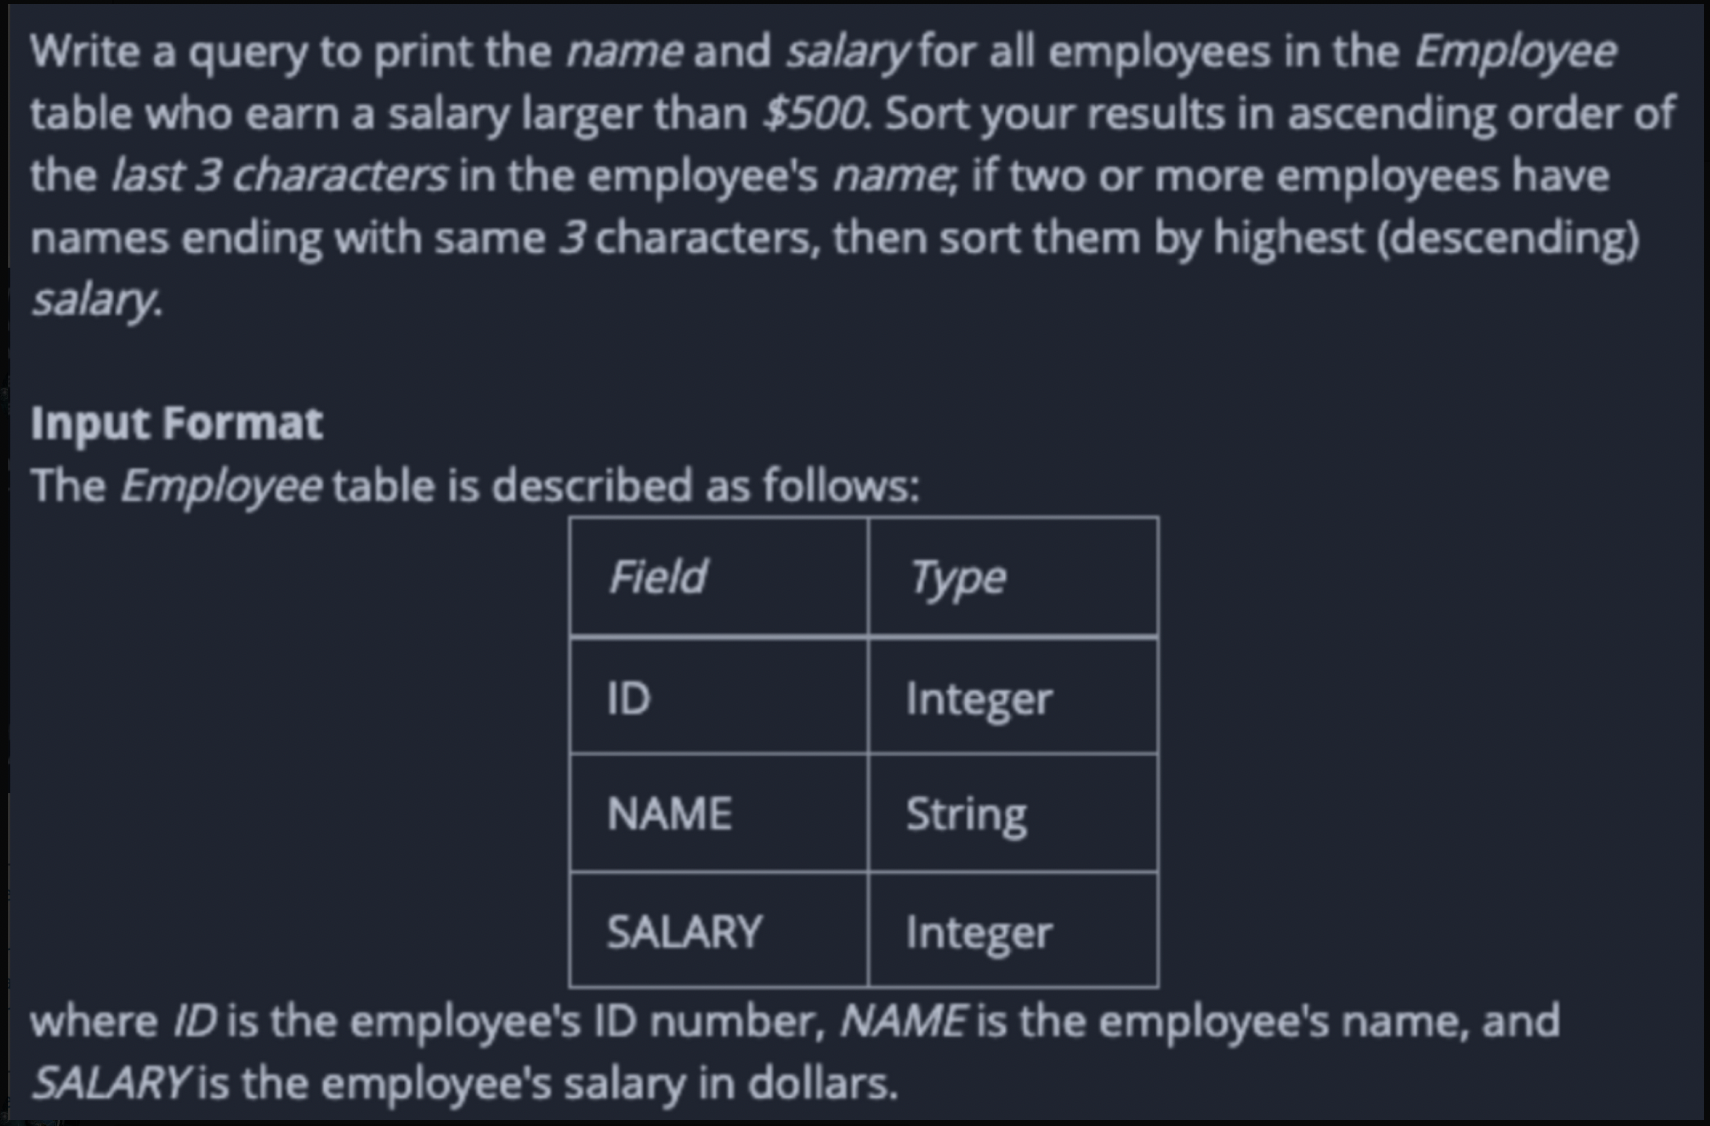 Write a query to print the name and salary for all employees in the Employee
table who earn a salary larger than $500. Sort your results in ascending order of
the last 3 characters in the employee's name; if two or more employees have
names ending with same 3 characters, then sort them by highest (descending)
salary.
Input Format
The Employee table is described as follows:
Field Type
ID Integer
NAME String
SALARY Integer
where ID is the employee's ID number, NAME is the employee's name, and
SALARY is the employee's salary in dollars.